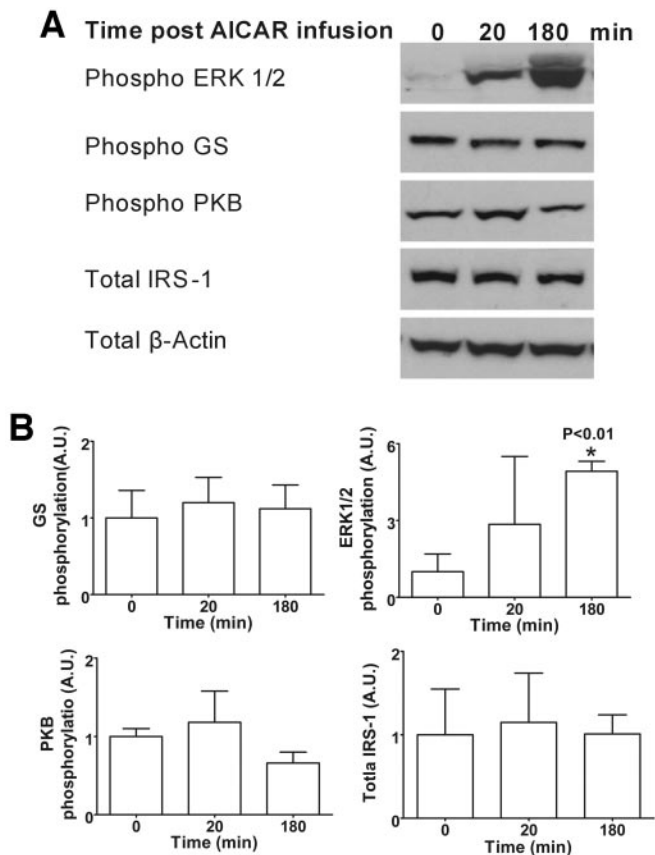 A Time post AICAR infusion 0 20 180 min
Phospho ERK 1/2
Phospho GS
Phospho PKB
Total IRS-1
Total β-Actin
B
GS
phosphorylation(A.U.)
2
1
0
0 20 180
Time (min)
ERK1/2
phosphorylation (A.U.)
6
3
0
P<0.01
*
0 20 180
Time (min)
PKB
phosphorylatio (A.U.)
2
1
0
0 20 180
Time (min)
Totla IRS-1 (A.U.)
2
1
0
0 20 180
Time (min)